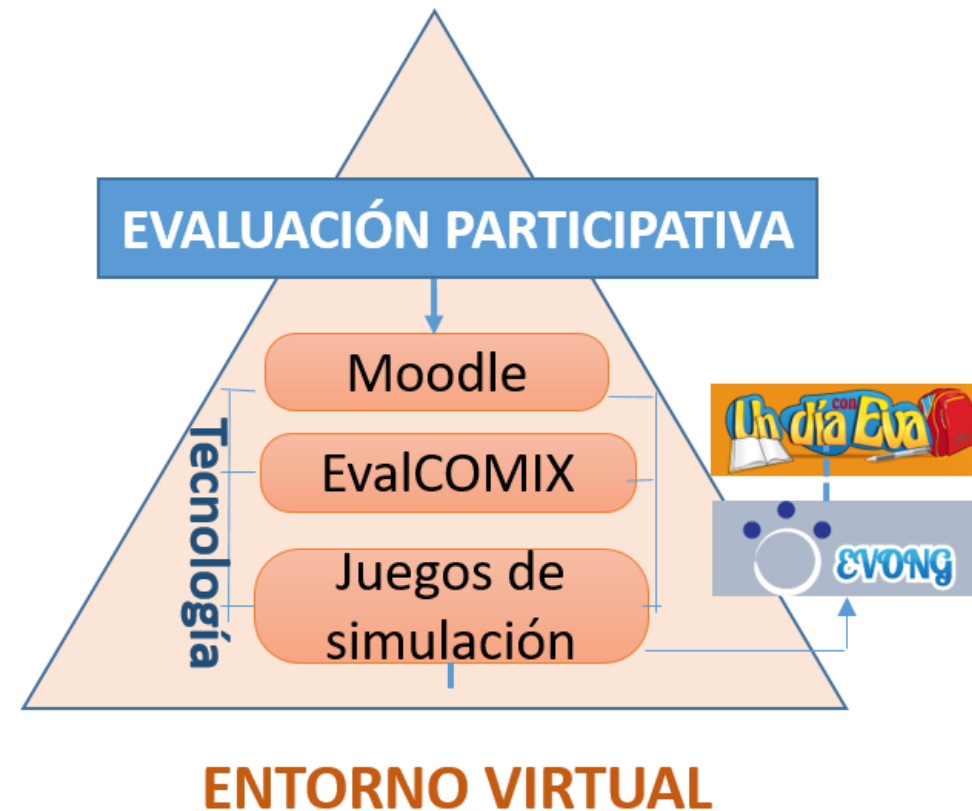 EVALUACIÓN PARTICIPATIVA
Moodle
EvalCOMIX
Juegos de
simulación
Tecnología
Un día con Eva
EVONG
ENTORNO VIRTUAL